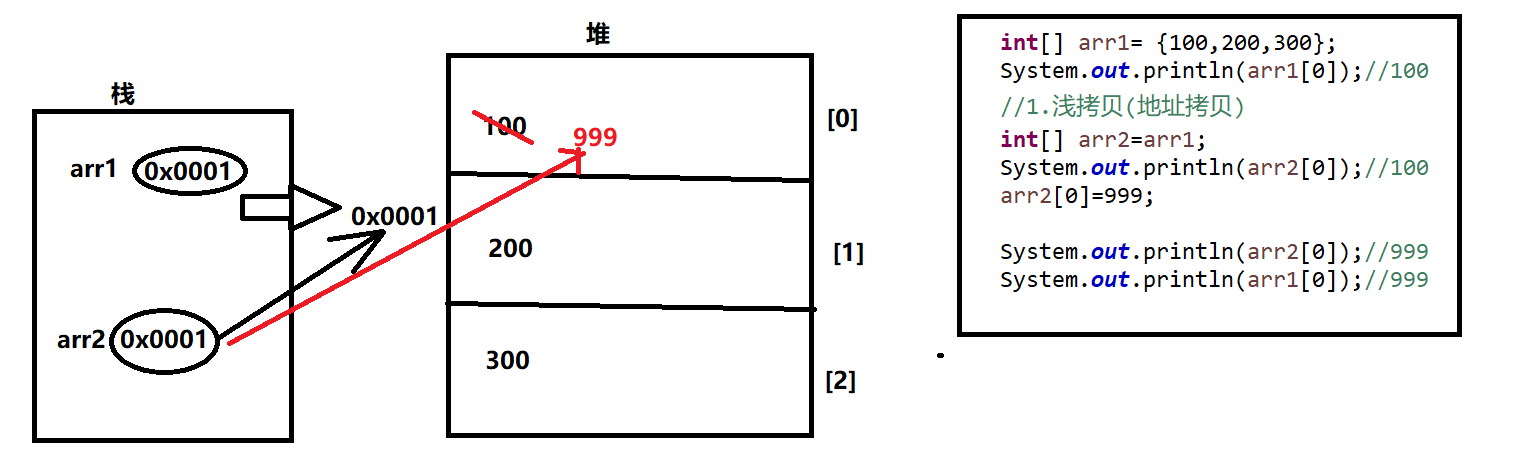 栈
arr1 0x0001
arr2 0x0001
0x0001
堆
100 999 [0]
200 [1]
300 [2]
int[] arr1= {100,200,300};
System.out.println(arr1[0]);//100
//1.浅拷贝(地址拷贝)
int[] arr2=arr1;
System.out.println(arr2[0]);//100
arr2[0]=999;
System.out.println(arr2[0]);//999
System.out.println(arr1[0]);//999